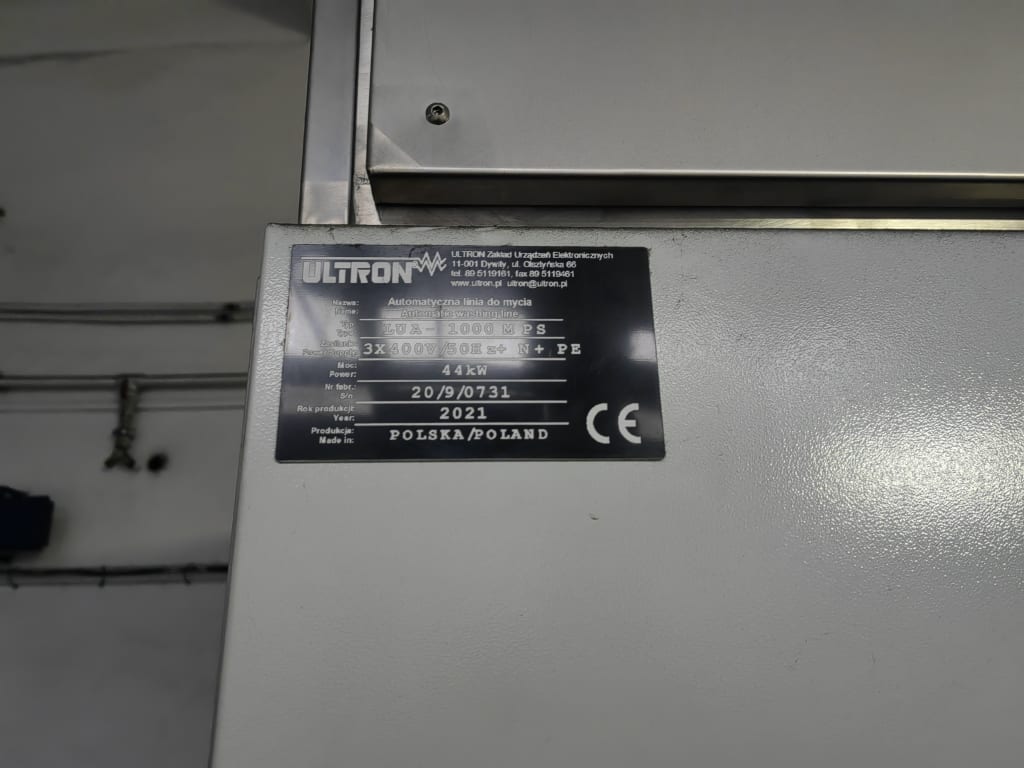 ULTRON
ULTRON Zakład Urządzeń Elektronicznych
11-001 Dywity, ul. Olsztyńska 66
tel. 89 5119161, fax 89 5119461
www.ultron.pl ultron@ultron.pl
Nazwa: Automatyczna linia do mycia
Name: Automatic washing line
Typ:
Type: LUA- 1000 M PS
Zasilanie:
Power Supply: 3X400V/50Hz+ N+ PE
Moc:
Power: 44kW
Nr fabr.:
S/n: 20/9/0731
Rok produkcji:
Year: 2021
Produkcja:
Made in: POLSKA/POLAND
CE